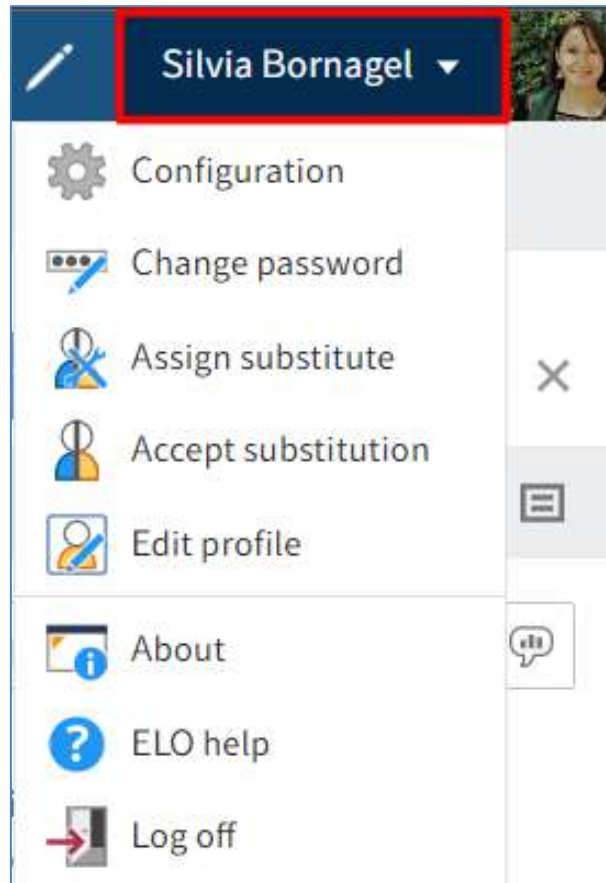 Silvia Bornagel
Configuration
Change password
Assign substitute
Accept substitution
Edit profile
About
ELO help
Log off